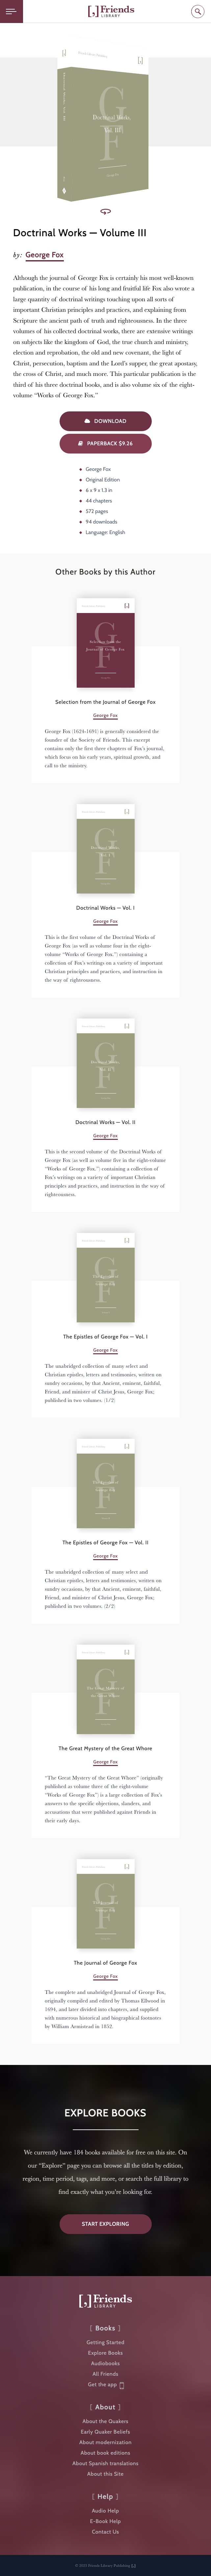 Friends
LIBRARY
Doctrinal Works
Vol. III
Doctrinal Works — Volume III
by: George Fox
Although the journal of George Fox is certainly his most well-known
publication, in the course of his long and fruitful life Fox also wrote a
large quantity of doctrinal writings touching upon all sorts of
important Christian principles and practices, and explaining from
scripture the ancient path of truth and righteousness. In the three
volumes of his collected doctrinal works, there are extensive writings
on subjects like the kingdom of God, the true church and ministry,
election and reprobation, the old and new covenant, the light of
Christ, persecution, baptism and the Lord's supper, the great apostasy,
the cross of Christ, and much more. This particular publication is the
third of his three doctrinal books, and is also volume six of the eight-
volume “Works of George Fox.”
DOWNLOAD
PAPERBACK $9.26
George Fox
Original Edition
6 x 9 x 1.3 in
44 chapters
572 pages
94 downloads
Language: English
Other Books by this Author
Selection from the
Journal of George Fox
Selection from the Journal of George Fox
George Fox
George Fox (1624-1691) is generally considered the
founder of the Society of Friends. This excerpt
contains only the first three chapters of Fox's journal,
which focus on his early years, spiritual growth, and
call to the ministry.
Doctrinal Works — Vol. I
George Fox
This is the first volume of the Doctrinal Works of
George Fox (as well as volume four in the eight-
volume “Works of George Fox.”) containing a
collection of Fox's writings on a variety of important
Christian principles and practices, and instruction in
the way of righteousness.
Doctrinal Works — Vol. II
George Fox
This is the second volume of the Doctrinal Works of
George Fox (as well as volume five in the eight-volume
“Works of George Fox.”) containing a collection of
Fox's writings on a variety of important Christian
principles and practices, and instruction in the way of
righteousness.
The Epistles of George Fox — Vol. I
George Fox
The unabridged collection of many select and
Christian epistles, letters and testimonies, written on
sundry occasions, by that Ancient, eminent, faithful,
Friend, and minister of Christ Jesus, George Fox;
published in two volumes. (1/2)
The Epistles of George Fox — Vol. II
George Fox
The unabridged collection of many select and
Christian epistles, letters and testimonies, written on
sundry occasions, by that Ancient, eminent, faithful,
Friend, and minister of Christ Jesus, George Fox;
published in two volumes. (2/2)
The Great Mystery of
the Great Whore
The Great Mystery of the Great Whore
George Fox
“The Great Mystery of the Great Whore” (originally
published as volume three of the eight-volume
“Works of George Fox”) is a large collection of Fox's
answers to the specific objections, slanders, and
accusations that were published against Friends in
their early days.
The Journal of George Fox
George Fox
The complete and unabridged Journal of George Fox,
originally compiled and edited by Thomas Ellwood in
1694, and later divided into chapters, and supplied
with numerous historical and biographical footnotes
by William Armistead in 1852.
EXPLORE BOOKS
We currently have 184 books available for free on this site. On
our “Explore” page you can browse all the titles by edition,
region, time period, tags, and more, or search the full library to
find exactly what you're looking for.
START EXPLORING
Friends
LIBRARY
[ Books ]
Getting Started
Explore Books
Audiobooks
All Friends
Get the app
[ About ]
About the Quakers
Early Quaker Beliefs
About modernization
About book editions
About Spanish translations
About this Site
[ Help ]
Audio Help
E-Book Help
Contact Us